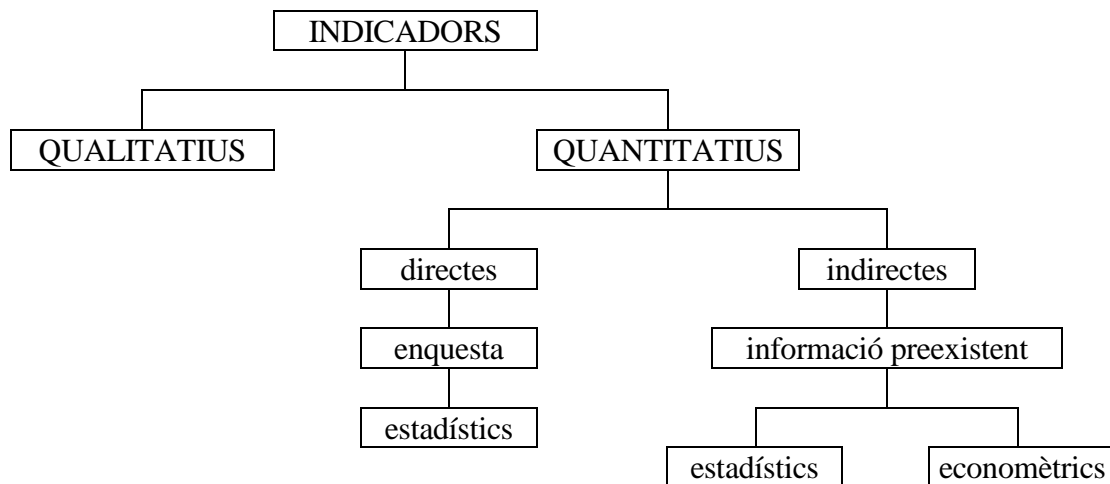 INDICADORS
QUALITATIUS
QUANTITATIUS
directes
indirectes
enquesta
informació preexistent
estadístics
estadístics
economètrics